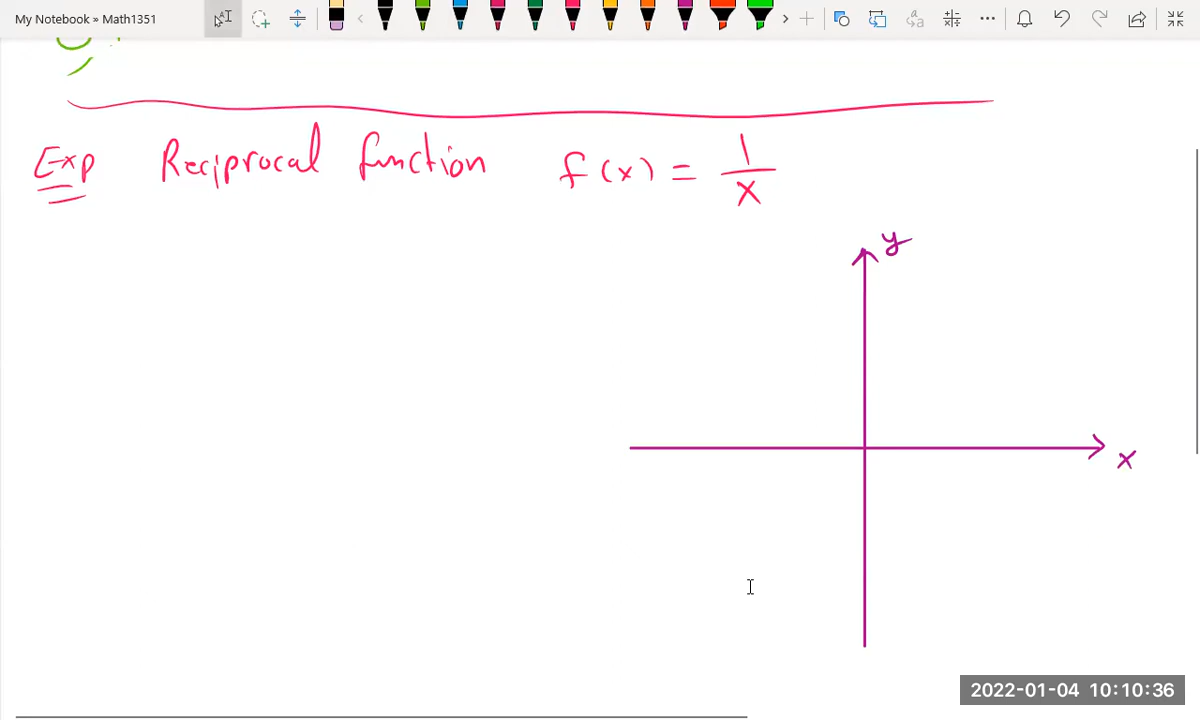 My Notebook » Math1351
Exp Reciprocal function f(x) = 1/x
y
x
2022-01-04 10:10:36